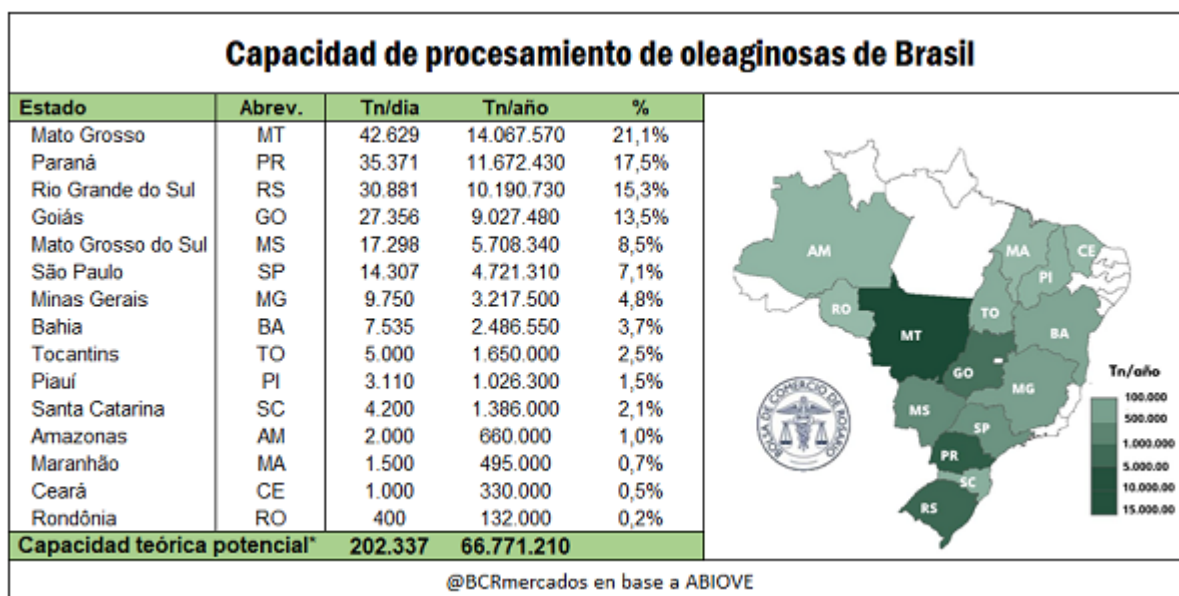 Capacidad de procesamiento de oleaginosas de Brasil
Estado Abrev. Tn/dia Tn/año %
Mato Grosso MT 42.629 14.067.570 21,1%
Paraná PR 35.371 11.672.430 17,5%
Rio Grande do Sul RS 30.881 10.190.730 15,3%
Goiás GO 27.356 9.027.480 13,5%
Mato Grosso do Sul MS 17.298 5.708.340 8,5%
São Paulo SP 14.307 4.721.310 7,1%
Minas Gerais MG 9.750 3.217.500 4,8%
Bahia BA 7.535 2.486.550 3,7%
Tocantins TO 5.000 1.650.000 2,5%
Piauí PI 3.110 1.026.300 1,5%
Santa Catarina SC 4.200 1.386.000 2,1%
Amazonas AM 2.000 660.000 1,0%
Maranhão MA 1.500 495.000 0,7%
Ceará CE 1.000 330.000 0,5%
Rondônia RO 400 132.000 0,2%
Capacidad teórica potencial* 202.337 66.771.210
AM
MA
CE
PI
RO
TO
BA
MT
GO
MG
MS
SP
PR
SC
RS
BOLSA DE COMERCIO DE ROSARIO
Tn/año
100.000
500.000
1.000.000
5.000.00
10.000.00
15.000.00
@BCRmercados en base a ABIOVE